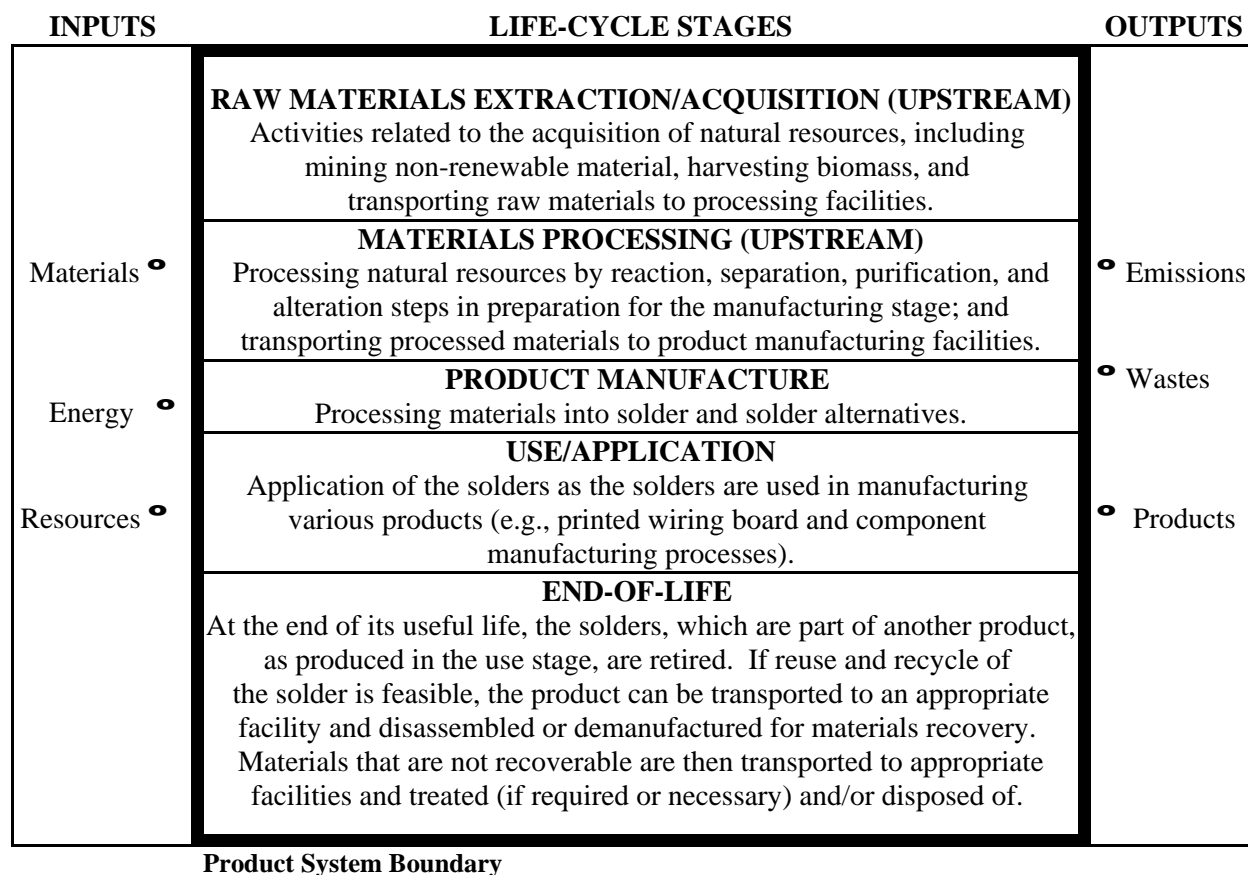 INPUTS LIFE-CYCLE STAGES OUTPUTS
RAW MATERIALS EXTRACTION/ACQUISITION (UPSTREAM)
Activities related to the acquisition of natural resources, including
mining non-renewable material, harvesting biomass, and
transporting raw materials to processing facilities.
MATERIALS PROCESSING (UPSTREAM)
Materials
Processing natural resources by reaction, separation, purification, and
Emissions
alteration steps in preparation for the manufacturing stage; and
transporting processed materials to product manufacturing facilities.
PRODUCT MANUFACTURE
Wastes
Energy
Processing materials into solder and solder alternatives.
USE/APPLICATION
Application of the solders as the solders are used in manufacturing
Resources
various products (e.g., printed wiring board and component
Products
manufacturing processes).
END-OF-LIFE
At the end of its useful life, the solders, which are part of another product,
as produced in the use stage, are retired. If reuse and recycle of
the solder is feasible, the product can be transported to an appropriate
facility and disassembled or demanufactured for materials recovery.
Materials that are not recoverable are then transported to appropriate
facilities and treated (if required or necessary) and/or disposed of.
Product System Boundary